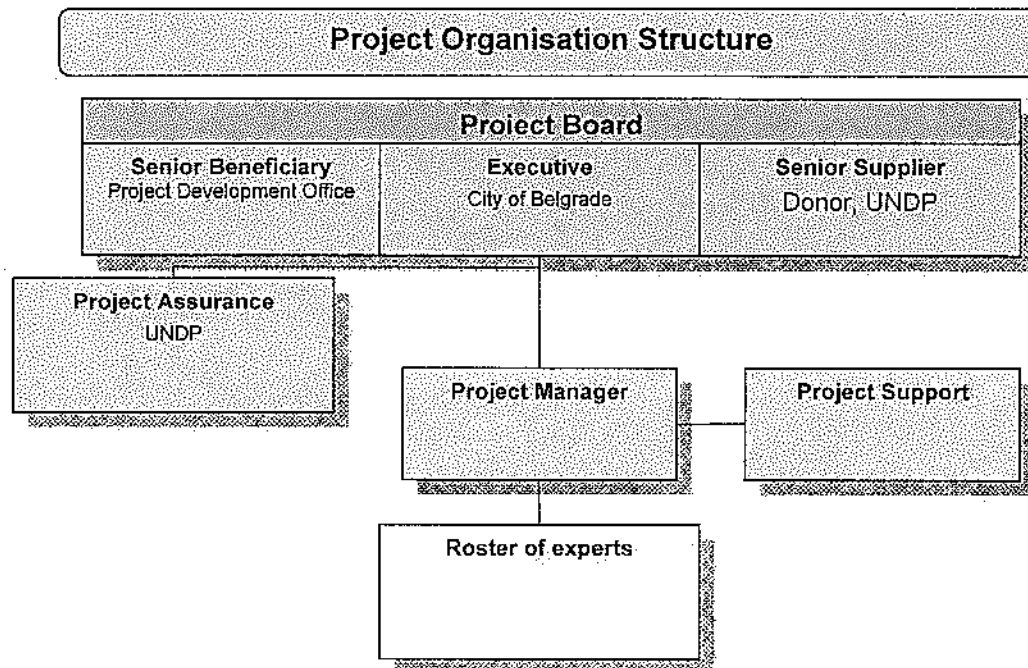 Project Organisation Structure
Project Board
Senior Beneficiary
Project Development Office
Executive
City of Belgrade
Senior Supplier
Donor, UNDP
Project Assurance
UNDP
Project Manager
Project Support
Roster of experts